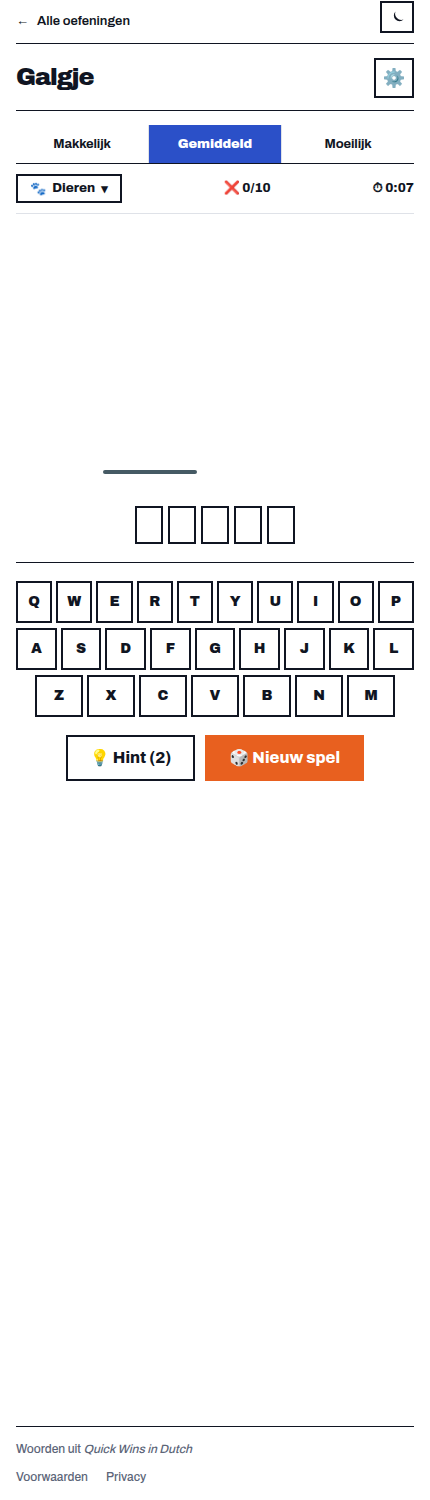 ← Alle oefeningen
Galgje
Makkelijk Gemiddeld Moeilijk
🐾 Dieren ▼ ❌ 0/10 ⏱ 0:07
Q W E R T Y U I O P
A S D F G H J K L
Z X C V B N M
💡 Hint (2) 🎲 Nieuw spel
Woorden uit Quick Wins in Dutch
Voorwaarden Privacy